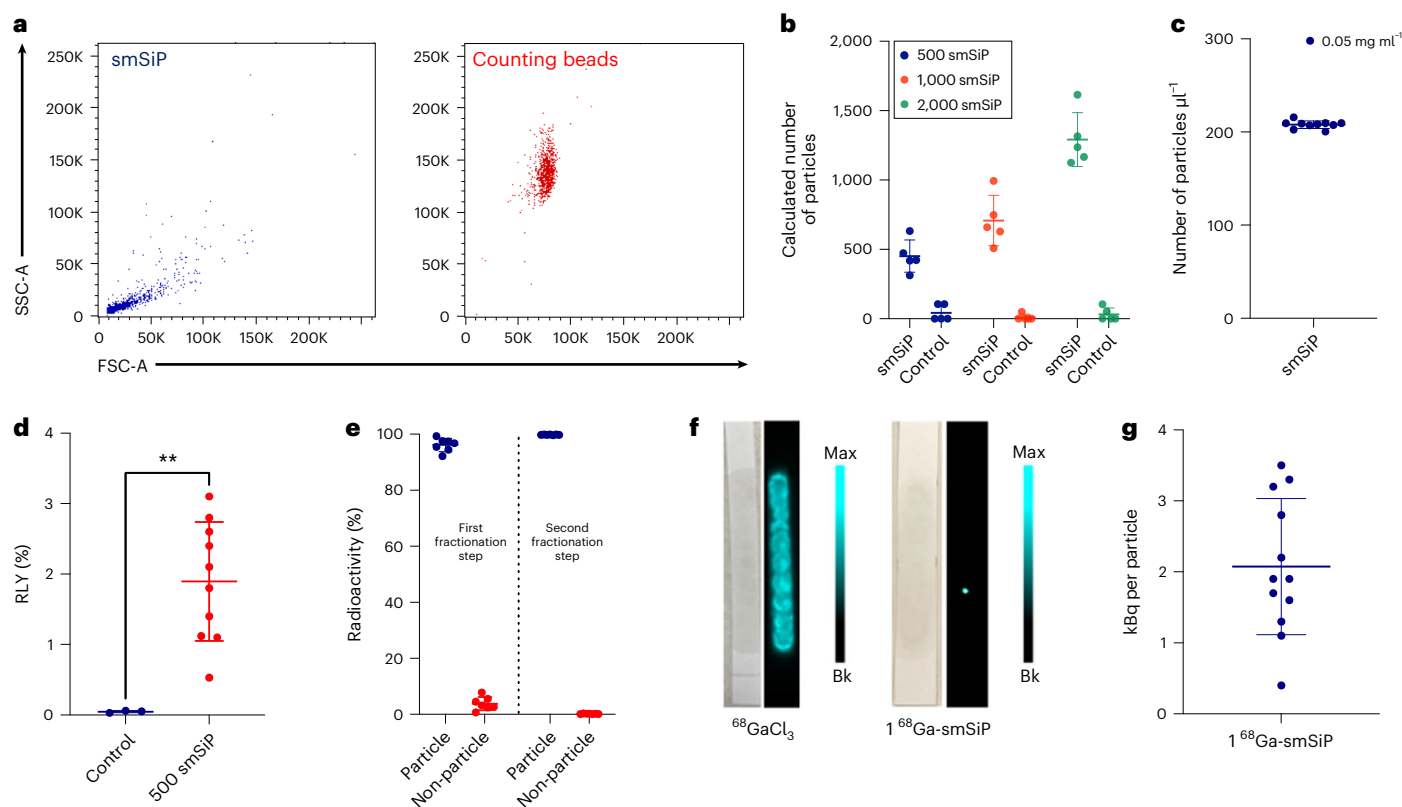 a
smSiP
Counting beads
250K
200K
150K
100K
50K
0
250K
200K
150K
100K
50K
0
SSC-A
0
50K
100K
150K
200K
0
50K
100K
150K
200K
FSC-A
b
2,000
1,500
1,000
500
0
Calculated number
of particles
500 smSiP
1,000 smSiP
2,000 smSiP
smSiP
Control
smSiP
Control
smSiP
Control
c
300
200
100
0
Number of particles µl⁻¹
0.05 mg ml⁻¹
smSiP
d
4
3
2
1
0
RLY (%)
**
Control
500 smSiP
e
100
80
60
40
20
0
Radioactivity (%)
First
fractionation
step
Second
fractionation
step
Particle
Non-particle
Particle
Non-particle
f
Max
Bk
Max
Bk
⁶⁸GaCl₃
1 ⁶⁸Ga-smSiP
g
4
3
2
1
0
kBq per particle
1 ⁶⁸Ga-smSiP